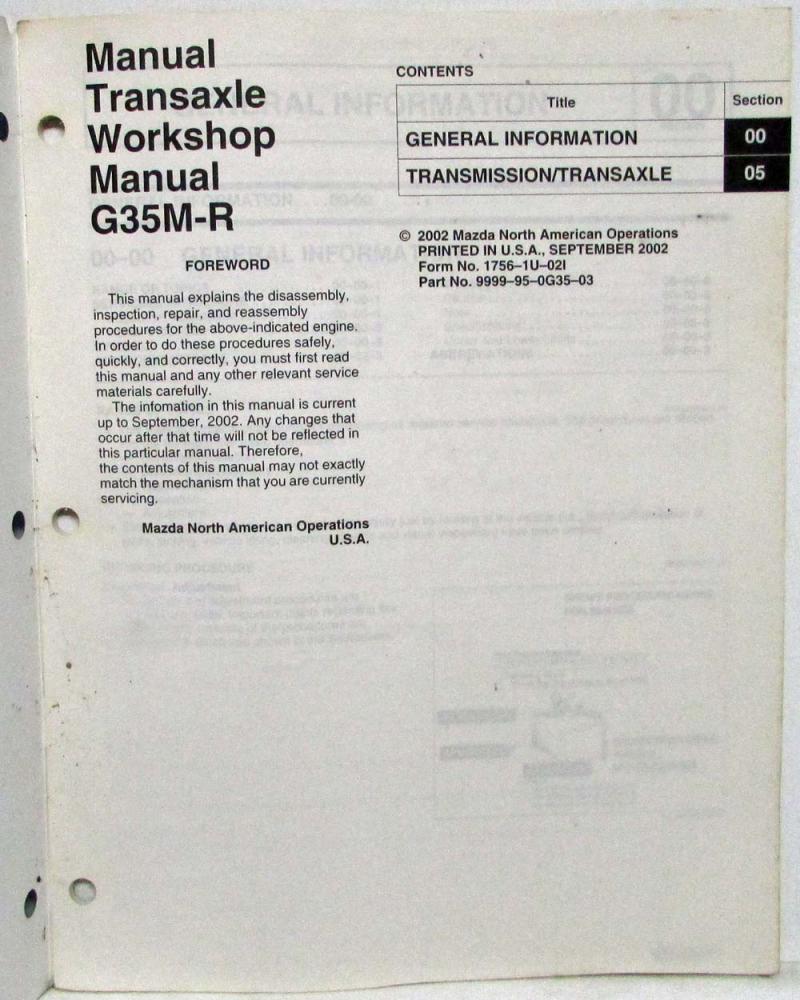 Manual
Transaxle
Workshop
Manual
G35M-R
FOREWORD
This manual explains the disassembly,
inspection, repair, and reassembly
procedures for the above-indicated engine.
In order to do these procedures safely,
quickly, and correctly, you must first read
this manual and any other relevant service
materials carefully.
The infomation in this manual is current
up to September, 2002. Any changes that
occur after that time will not be reflected in
this particular manual. Therefore,
the contents of this manual may not exactly
match the mechanism that you are currently
servicing.
Mazda North American Operations
U.S.A.
CONTENTS
Title Section
GENERAL INFORMATION 00
TRANSMISSION/TRANSAXLE 05
© 2002 Mazda North American Operations
PRINTED IN U.S.A., SEPTEMBER 2002
Form No. 1756–1U–02I
Part No. 9999–95–0G35–03